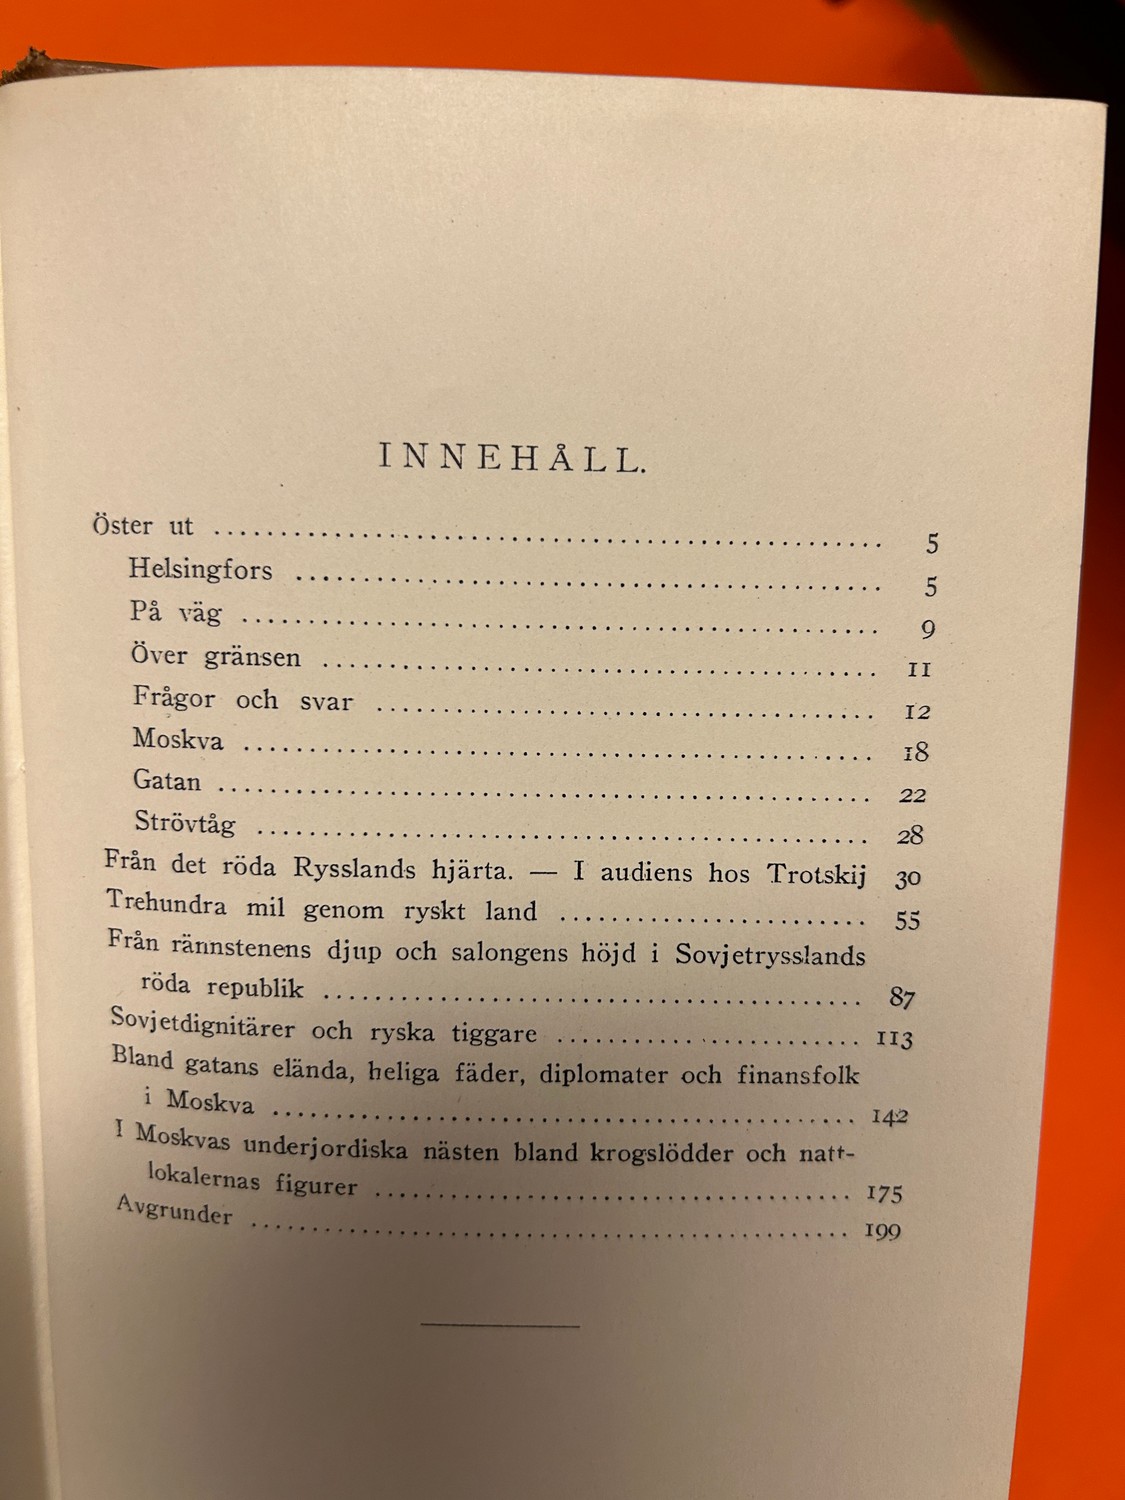 INNEHÅLL.
Öster ut ........ 5
Helsingfors ........ 5
På väg ........ 9
Över gränsen ........ 11
Frågor och svar ........ 12
Moskva ........ 18
Gatan ........ 22
Strövtåg ........ 28
Från det röda Rysslands hjärta. — I audiens hos Trotskij 30
Trehundra mil genom ryskt land ........ 55
Från rännstenens djup och salongens höjd i Sovjetrysslands
röda republik ........ 87
Sovjetdignitärer och ryska tiggare ........ 113
Bland gatans elända, heliga fäder, diplomater och finansfolk
i Moskva ........ 142
I Moskvas underjordiska nästen bland krogslödder och natt-
lokalernas figurer ........ 175
Avgrunder ........ 199